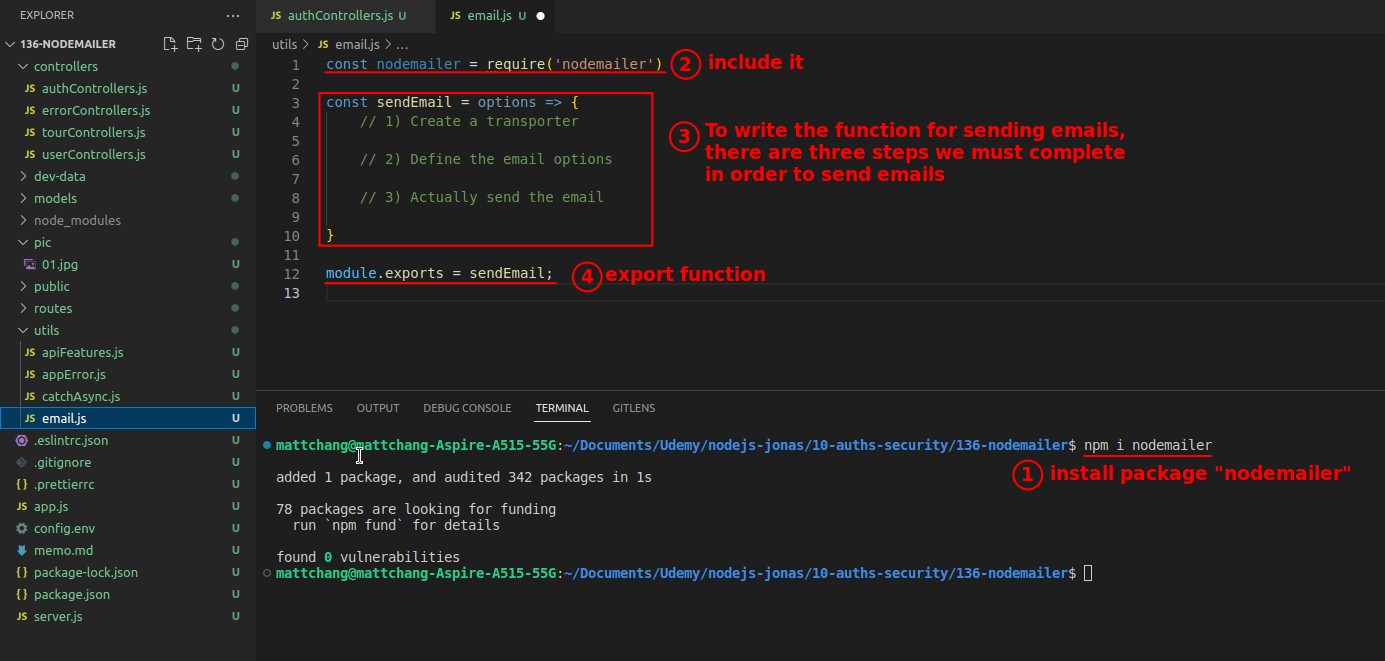 EXPLORER
136-NODEMAILER
controllers
JS authControllers.js U
JS errorControllers.js U
JS tourControllers.js U
JS userControllers.js U
dev-data
models
node_modules
pic
01.jpg U
public
routes
utils
JS apiFeatures.js U
JS appError.js U
JS catchAsync.js U
JS email.js U
.eslintrc.json U
.gitignore U
{} .prettierrc U
JS app.js U
config.env U
memo.md U
{} package-lock.json U
{} package.json U
JS server.js U
JS authControllers.js U
JS email.js U
utils > JS email.js > ...
1 const nodemailer = require('nodemailer')
2 include it
2
3 const sendEmail = options => {
4 // 1) Create a transporter
5
6 // 2) Define the email options
7
8 // 3) Actually send the email
9
10 }
3 To write the function for sending emails,
there are three steps we must complete
in order to send emails
11
12 module.exports = sendEmail;
4 export function
13
PROBLEMS OUTPUT DEBUG CONSOLE TERMINAL GITLENS
mattchang@mattchang-Aspire-A515-55G:~/Documents/Udemy/nodejs-jonas/10-auths-security/136-nodemailer$ npm i nodemailer
1 install package "nodemailer"
added 1 package, and audited 342 packages in 1s
78 packages are looking for funding
run `npm fund` for details
found 0 vulnerabilities
mattchang@mattchang-Aspire-A515-55G:~/Documents/Udemy/nodejs-jonas/10-auths-security/136-nodemailer$